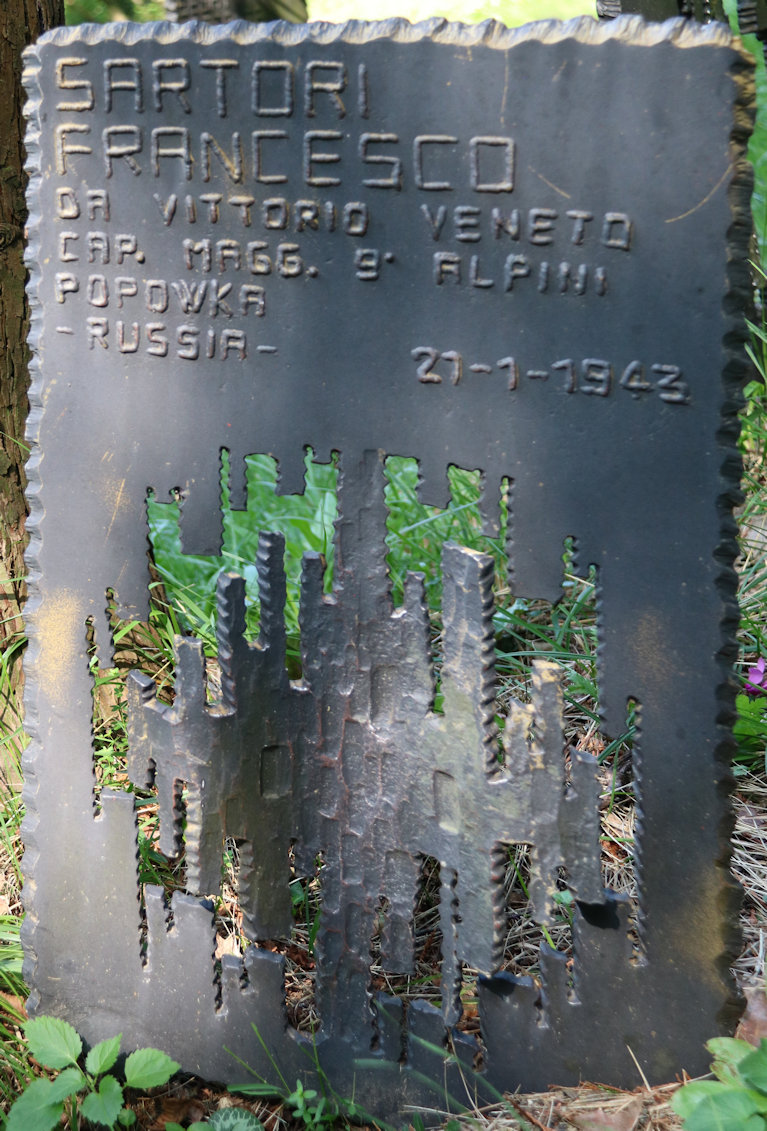 SARTORI
FRANCESCO
DA VITTORIO VENETO
CAP. MAGG. 9° ALPINI
POPOWKA
-RUSSIA-
21-1-1943